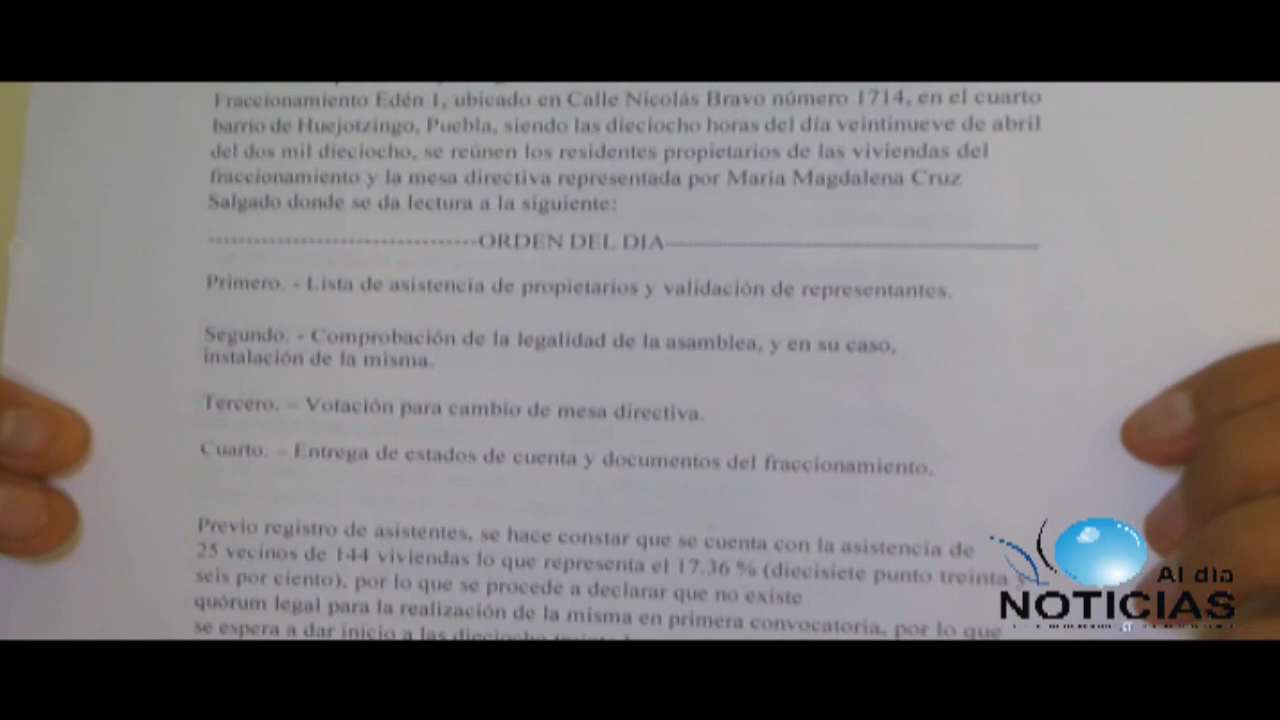 Fraccionamiento Edén 1, ubicado en Calle Nicolás Bravo número 1714, en el cuarto
barrio de Huejotzingo, Puebla, siendo las dieciocho horas del día veintinueve de abril
del dos mil dieciocho, se reúnen los residentes propietarios de las viviendas del
fraccionamiento y la mesa directiva representada por Maria Magdalena Cruz
Salgado donde se da lectura a la siguiente:
--------------------------------ORDEN DEL DIA————————————————
Primero. - Lista de asistencia de propietarios y validación de representantes.
Segundo. - Comprobación de la legalidad de la asamblea, y en su caso,
instalación de la misma.
Tercero. – Votación para cambio de mesa directiva.
Cuarto. – Entrega de estados de cuenta y documentos del fraccionamiento.
Previo registro de asistentes, se hace constar que se cuenta con la asistencia de
25 vecinos de 144 viviendas lo que representa el 17.36 % (diecisiete punto treinta y
seis por ciento), por lo que se procede a declarar que no existe
quórum legal para la realización de la misma en primera convocatoria, por lo que
se espera a dar inicio a las dieciocho
Al dia
NOTICIAS